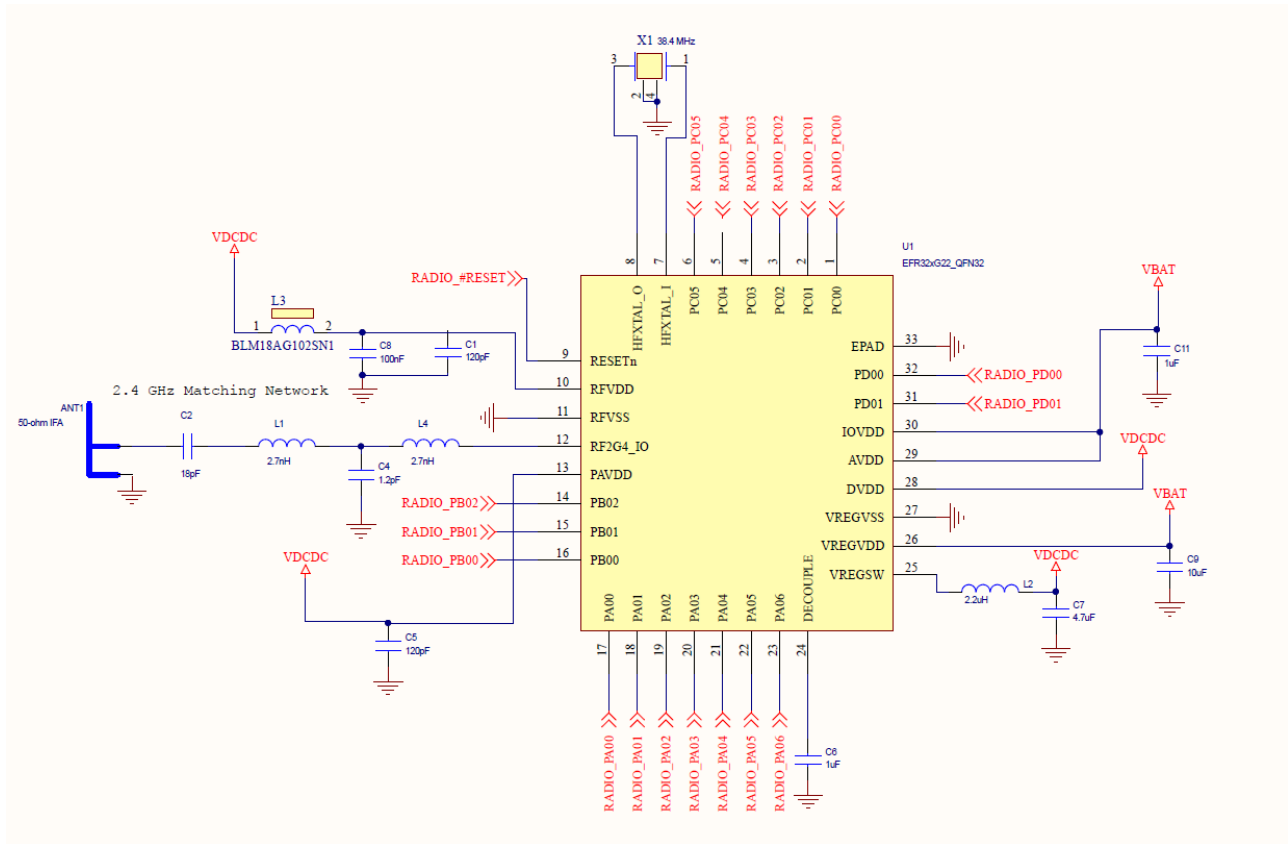 X1 38.4 MHz
3
1
2
4
RADIO_PC05
RADIO_PC04
RADIO_PC03
RADIO_PC02
RADIO_PC01
RADIO_PC00
U1
EFR32xG22_QFN32
8
7
6
5
4
3
2
1
HFXTAL_O
HFXTAL_I
PC05
PC04
PC03
PC02
PC01
PC00
VDCDC
RADIO_#RESET
L3
1
2
BLM18AG102SN1
C8
100nF
C1
120pF
2.4 GHz Matching Network
ANT1
50-ohm IFA
C2
18pF
L1
2.7nH
C4
1.2pF
L4
2.7nH
9
RESETn
10
RFVDD
11
RFVSS
12
RF2G4_IO
13
PAVDD
RADIO_PB02
14
PB02
RADIO_PB01
15
PB01
RADIO_PB00
16
PB00
VDCDC
C5
120pF
EPAD
33
PD00
32
RADIO_PD00
PD01
31
RADIO_PD01
IOVDD
30
AVDD
29
DVDD
28
VREGVSS
27
VREGVDD
26
VREGSW
25
VBAT
C11
1uF
VDCDC
VBAT
C9
10uF
VDCDC
L2
2.2uH
C7
4.7uF
PA00
PA01
PA02
PA03
PA04
PA05
PA06
DECOUPLE
17
18
19
20
21
22
23
24
RADIO_PA00
RADIO_PA01
RADIO_PA02
RADIO_PA03
RADIO_PA04
RADIO_PA05
RADIO_PA06
C6
1uF